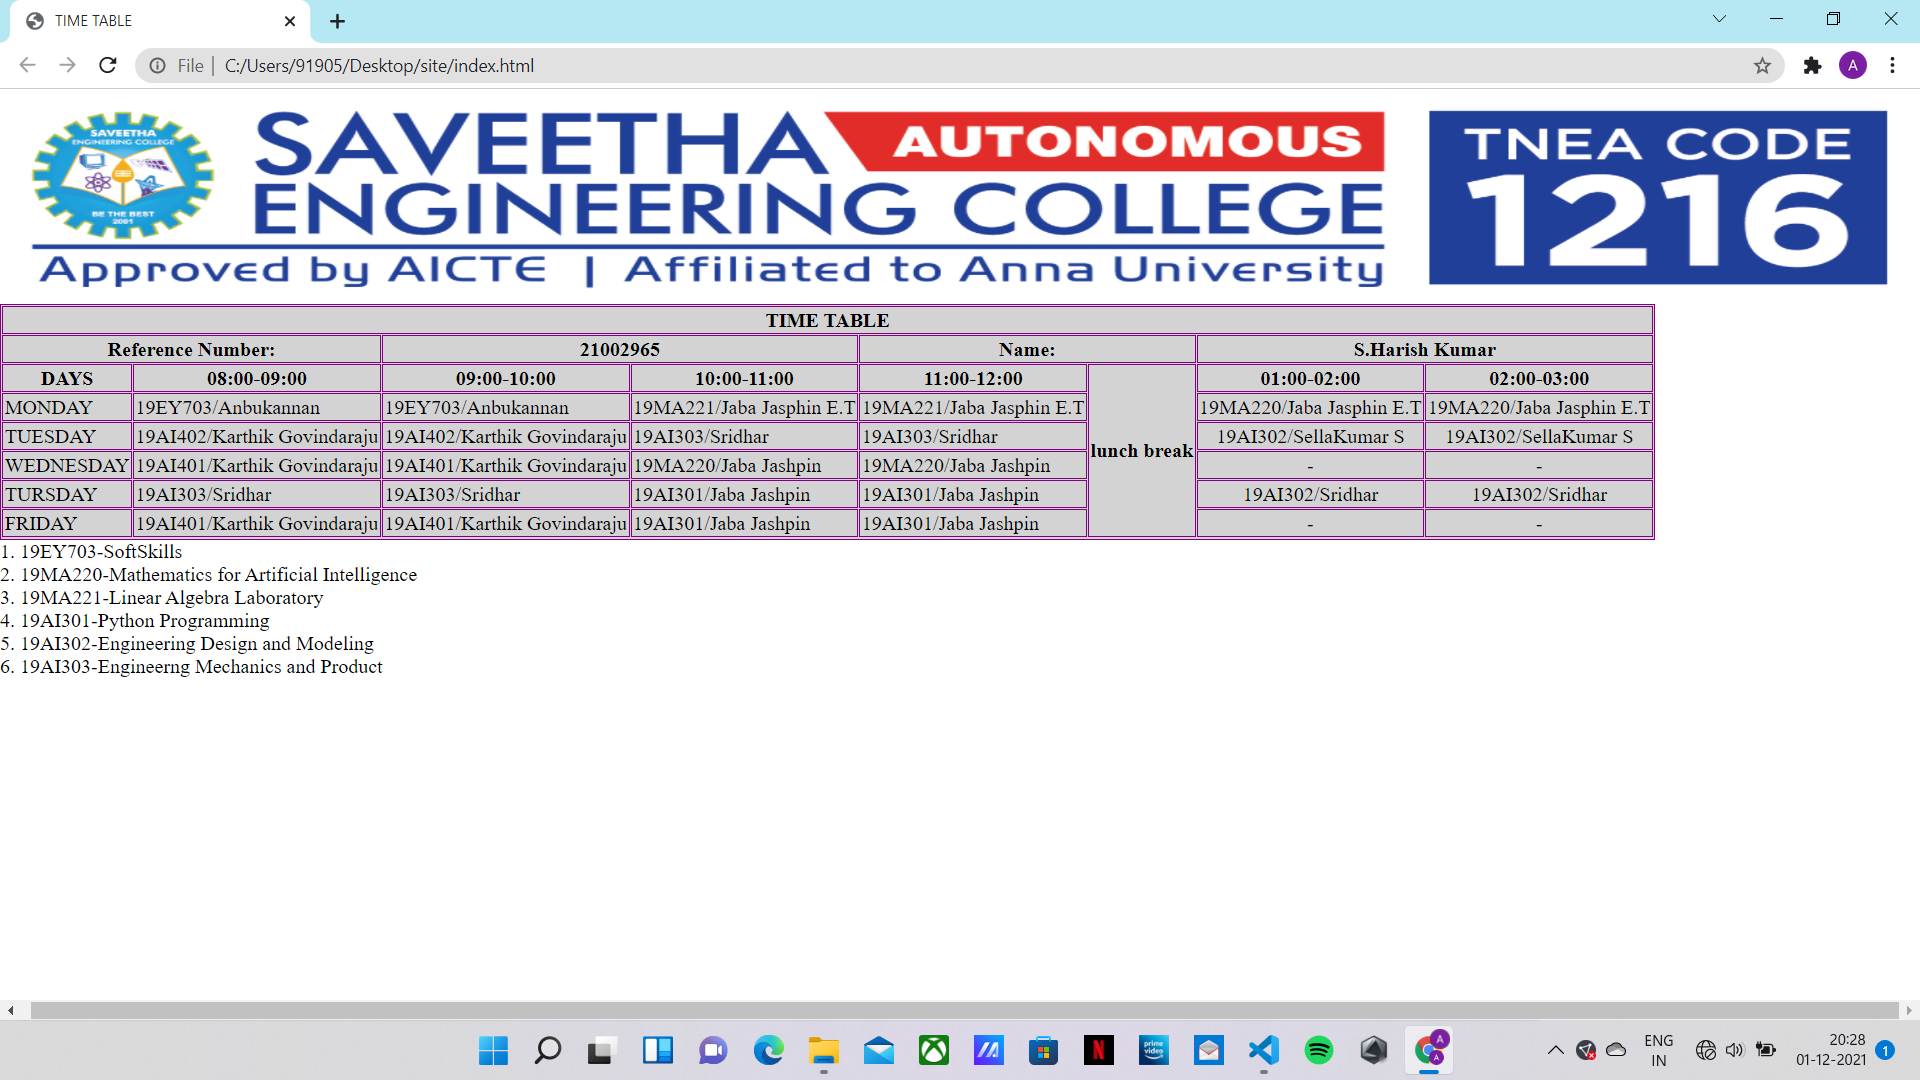 TIME TABLE
File | C:/Users/91905/Desktop/site/index.html
A
SAVEETHA
ENGINEERING COLLEGE
BE THE BEST
2001
SAVEETHA AUTONOMOUS
ENGINEERING COLLEGE
Approved by AICTE | Affiliated to Anna University
TNEA CODE
1216
TIME TABLE
Reference Number: 21002965 Name: S.Harish Kumar
DAYS 08:00-09:00 09:00-10:00 10:00-11:00 11:00-12:00 lunch break 01:00-02:00 02:00-03:00
MONDAY 19EY703/Anbukannan 19EY703/Anbukannan 19MA221/Jaba Jasphin E.T 19MA221/Jaba Jasphin E.T 19MA220/Jaba Jasphin E.T 19MA220/Jaba Jasphin E.T
TUESDAY 19AI402/Karthik Govindaraju 19AI402/Karthik Govindaraju 19AI303/Sridhar 19AI303/Sridhar 19AI302/SellaKumar S 19AI302/SellaKumar S
WEDNESDAY 19AI401/Karthik Govindaraju 19AI401/Karthik Govindaraju 19MA220/Jaba Jashpin 19MA220/Jaba Jashpin - -
TURSDAY 19AI303/Sridhar 19AI303/Sridhar 19AI301/Jaba Jashpin 19AI301/Jaba Jashpin 19AI302/Sridhar 19AI302/Sridhar
FRIDAY 19AI401/Karthik Govindaraju 19AI401/Karthik Govindaraju 19AI301/Jaba Jashpin 19AI301/Jaba Jashpin - -
1. 19EY703-SoftSkills
2. 19MA220-Mathematics for Artificial Intelligence
3. 19MA221-Linear Algebra Laboratory
4. 19AI301-Python Programming
5. 19AI302-Engineering Design and Modeling
6. 19AI303-Engineerng Mechanics and Product
N
prime video
A
A
ENG
IN
20:28
01-12-2021
1